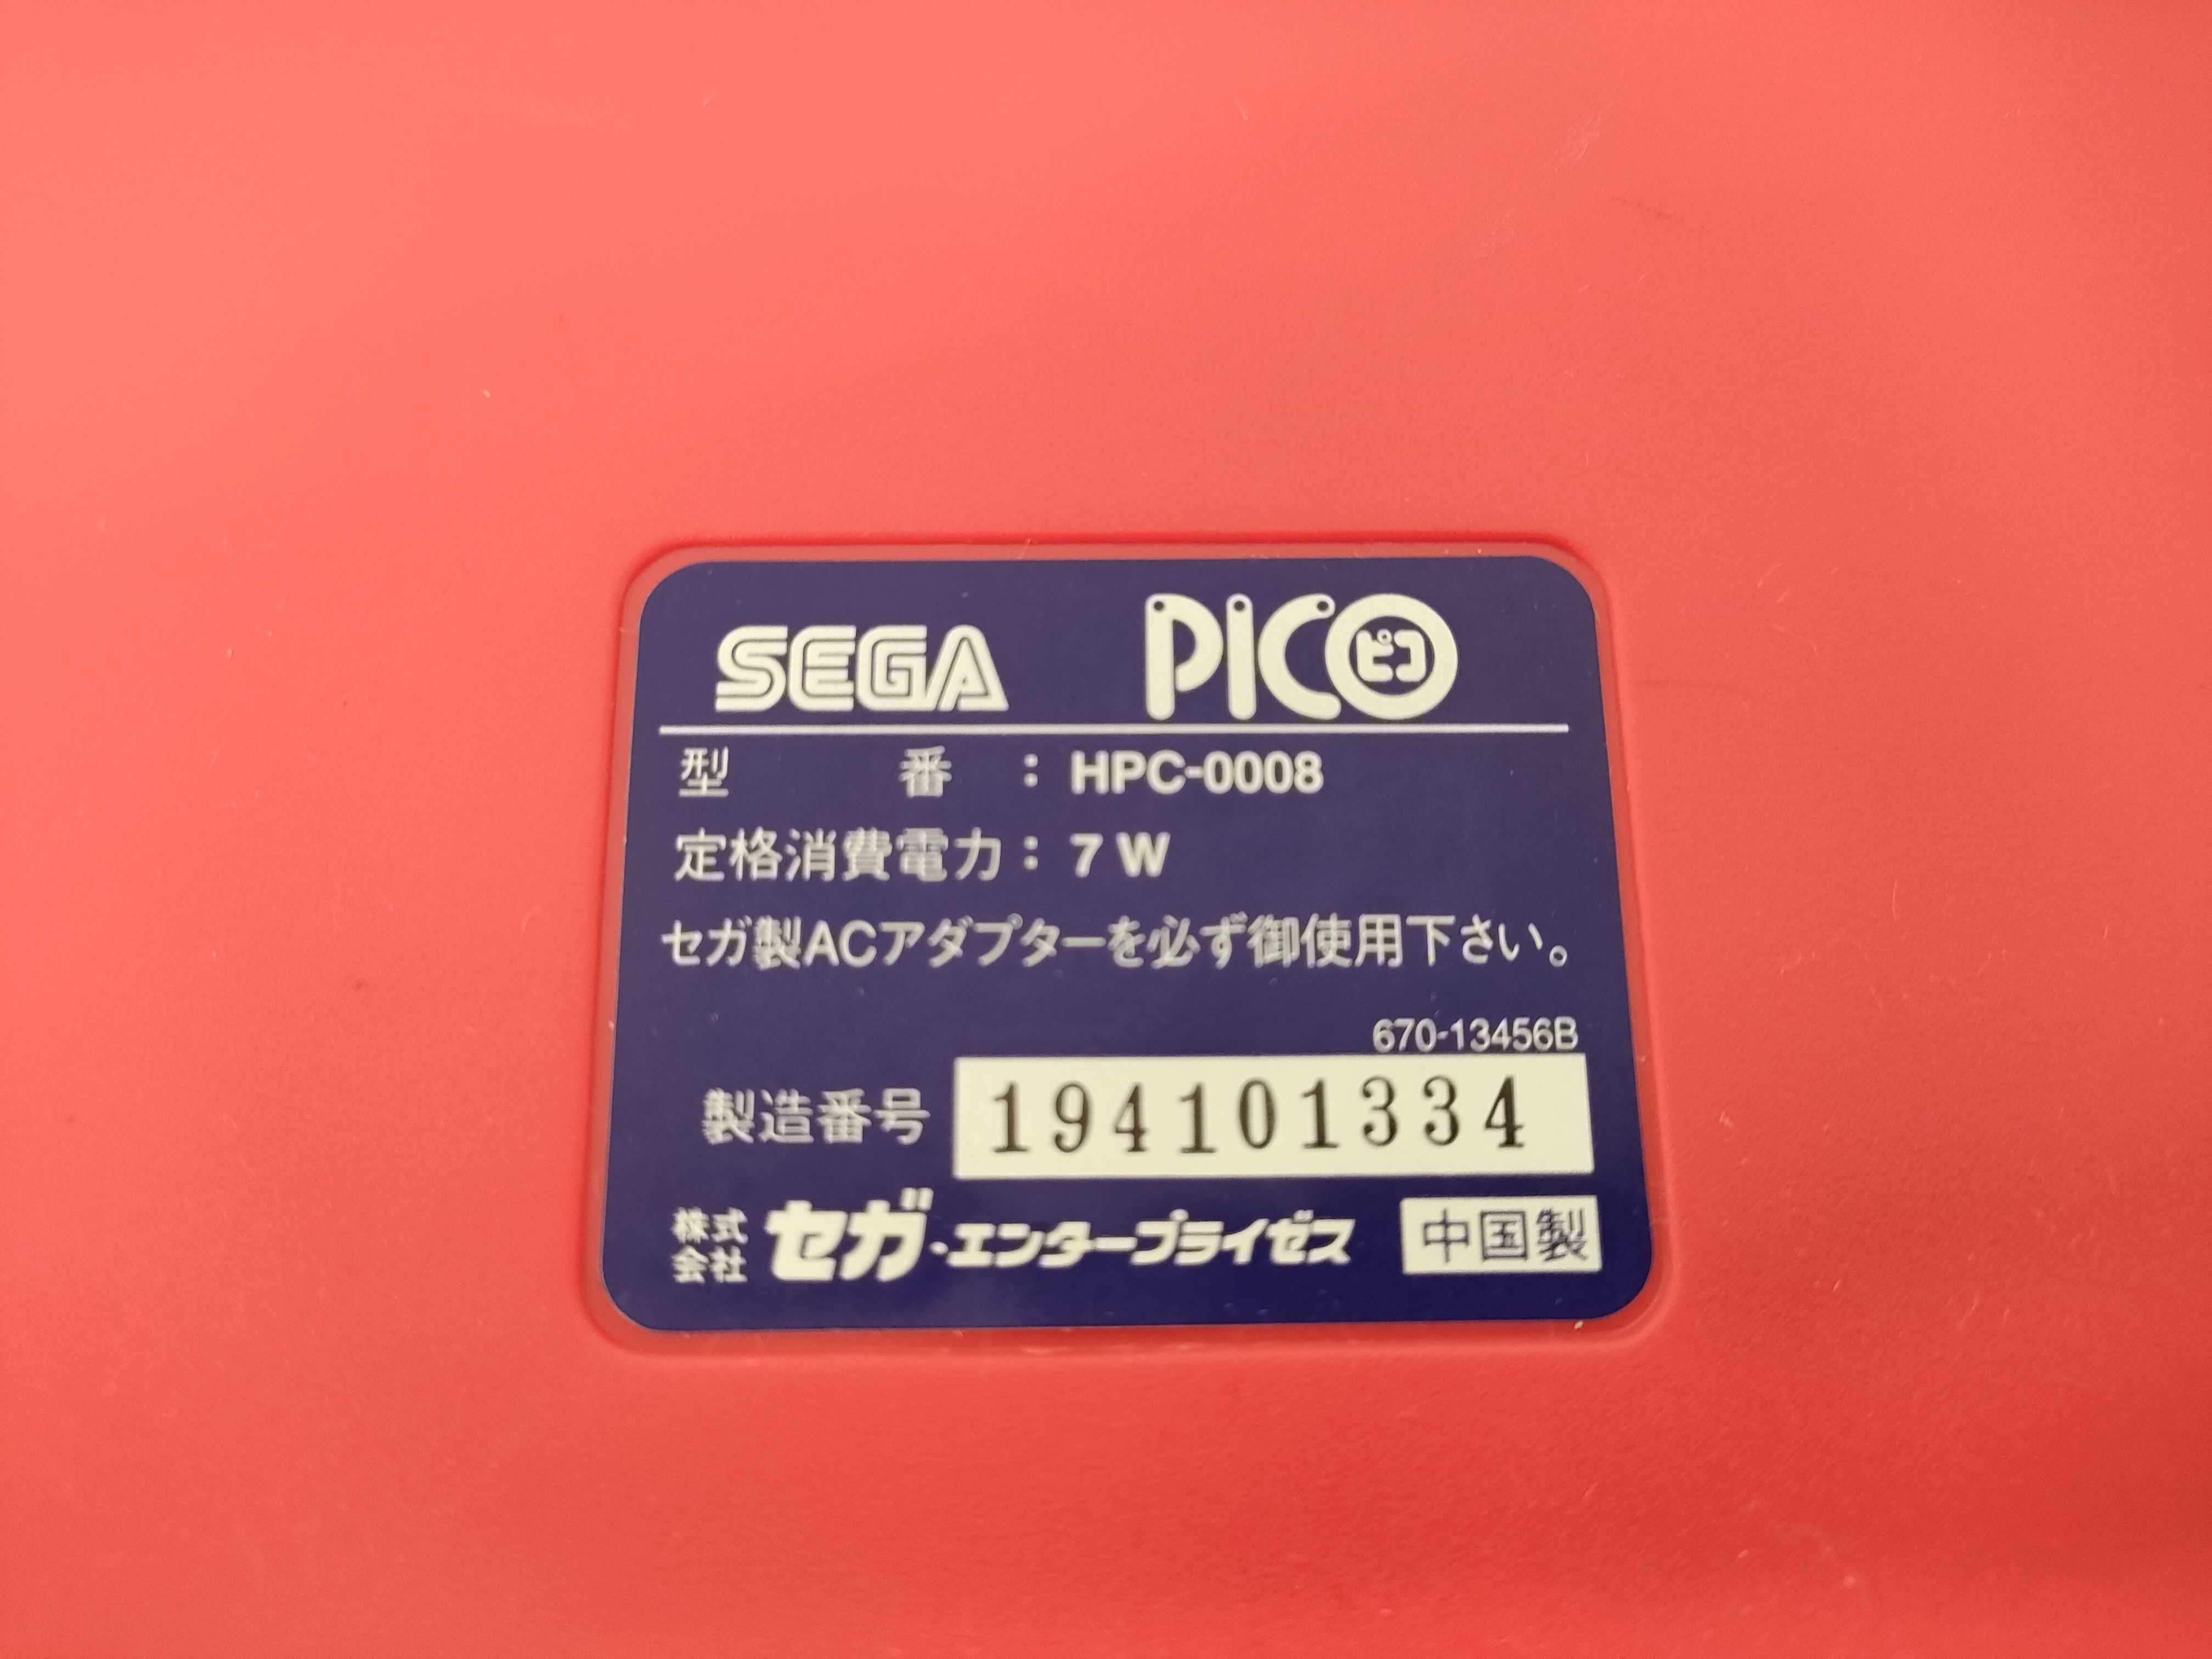 SEGA PICO ピコ
型番：HPC-0008
定格消費電力：7W
セガ製ACアダプターを必ず御使用下さい。
670-13456B
製造番号 194101334
株式会社 セガ・エンタープライゼス 中国製